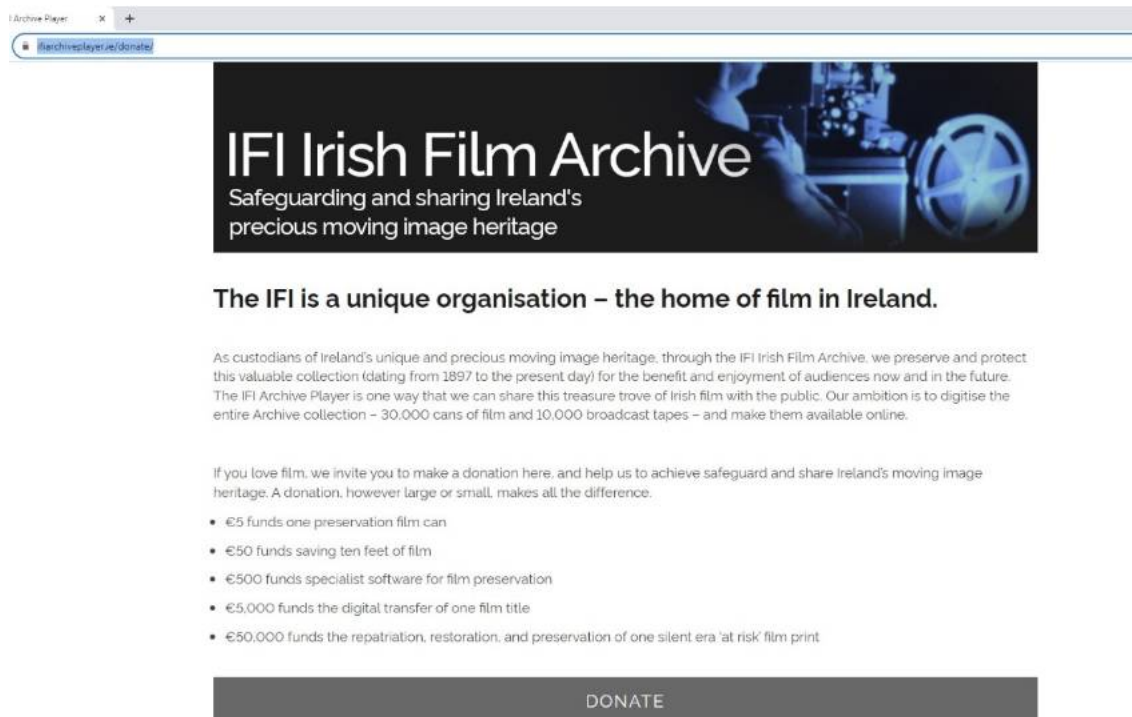 Archive Player × +
ifiarchiveplayer.ie/donate/
IFI Irish Film Archive
Safeguarding and sharing Ireland's
precious moving image heritage
The IFI is a unique organisation – the home of film in Ireland.
As custodians of Ireland's unique and precious moving image heritage, through the IFI Irish Film Archive, we preserve and protect
this valuable collection (dating from 1897 to the present day) for the benefit and enjoyment of audiences now and in the future.
The IFI Archive Player is one way that we can share this treasure trove of Irish film with the public. Our ambition is to digitise the
entire Archive collection – 30,000 cans of film and 10,000 broadcast tapes – and make them available online.
If you love film, we invite you to make a donation here, and help us to achieve safeguard and share Ireland's moving image
heritage. A donation, however large or small, makes all the difference.
• €5 funds one preservation film can
• €50 funds saving ten feet of film
• €500 funds specialist software for film preservation
• €5,000 funds the digital transfer of one film title
• €50,000 funds the repatriation, restoration, and preservation of one silent era 'at risk' film print
DONATE